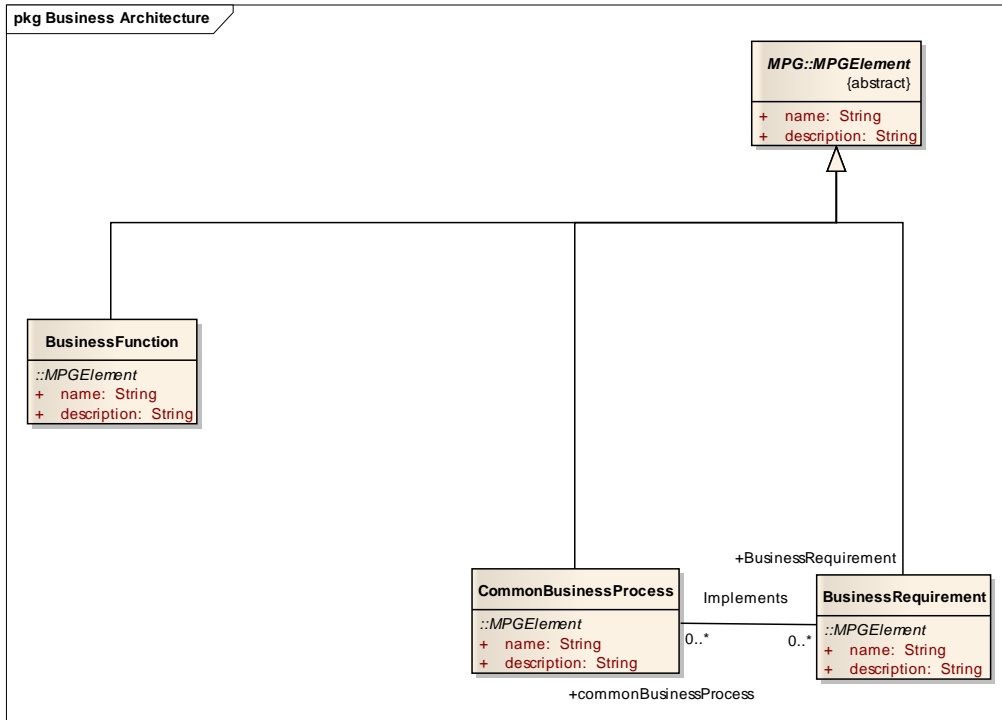 pkg Business Architecture
MPG::MPGElement
{abstract}
+ name: String
+ description: String
BusinessFunction
::MPGElement
+ name: String
+ description: String
+BusinessRequirement
CommonBusinessProcess
::MPGElement
+ name: String
+ description: String
Implements
0..*
0..*
BusinessRequirement
::MPGElement
+ name: String
+ description: String
+commonBusinessProcess